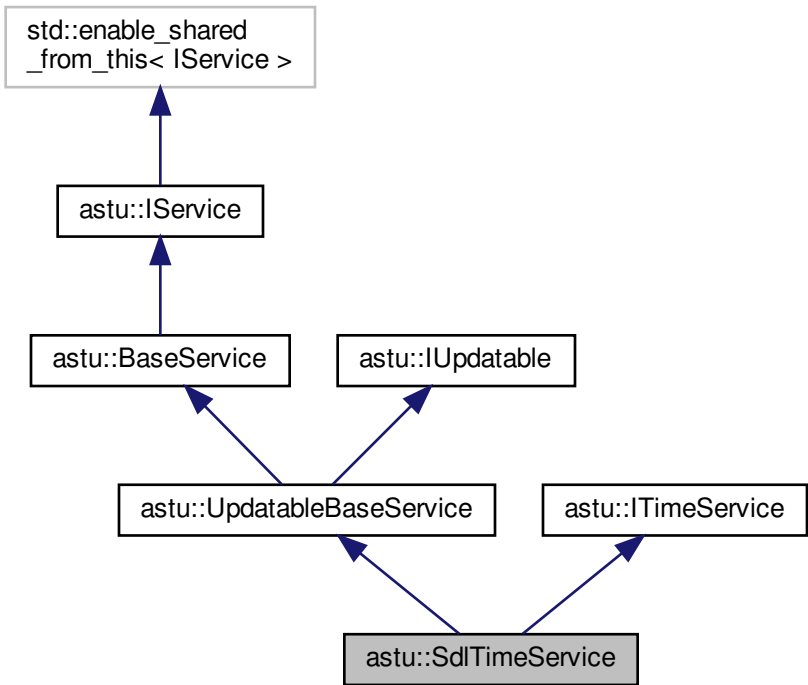 std::enable_shared
_from_this< IService >
astu::IService
astu::BaseService
astu::IUpdatable
astu::UpdatableBaseService
astu::ITimeService
astu::SdlTimeService